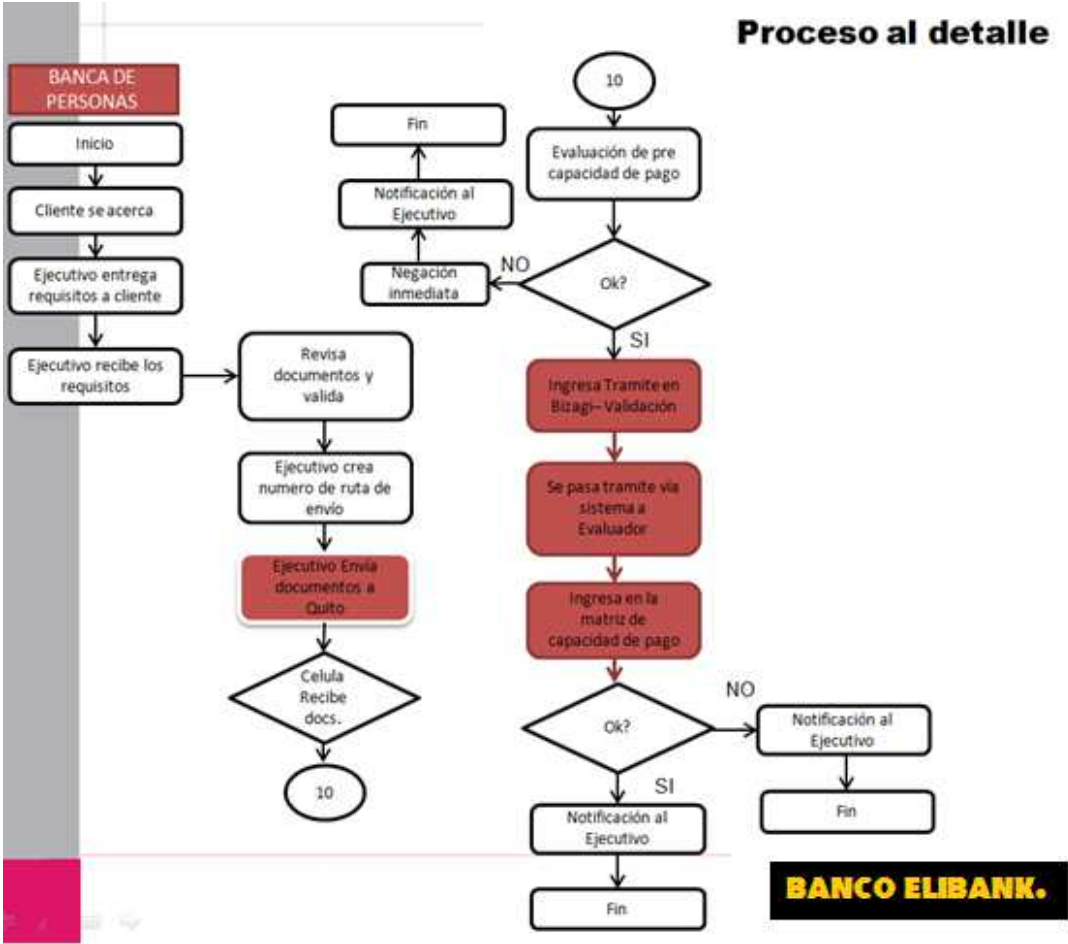 Proceso al detalle
BANCA DE
PERSONAS
Inicio
Cliente se acerca
Ejecutivo entrega
requisitos a cliente
Ejecutivo recibe los
requisitos
Revisa
documentos y
valida
Ejecutivo crea
numero de ruta de
envío
Ejecutivo Envía
documentos a
Quito
Celula
Recibe
docs.
10
10
Evaluación de pre
capacidad de pago
Ok?
NO
Negación
inmediata
Notificación al
Ejecutivo
Fin
SI
Ingresa Tramite en
Bizagi– Validación
Se pasa tramite vía
sistema a
Evaluador
Ingresa en la
matriz de
capacidad de pago
Ok?
NO
Notificación al
Ejecutivo
Fin
SI
Notificación al
Ejecutivo
Fin
BANCO ELIBANK.